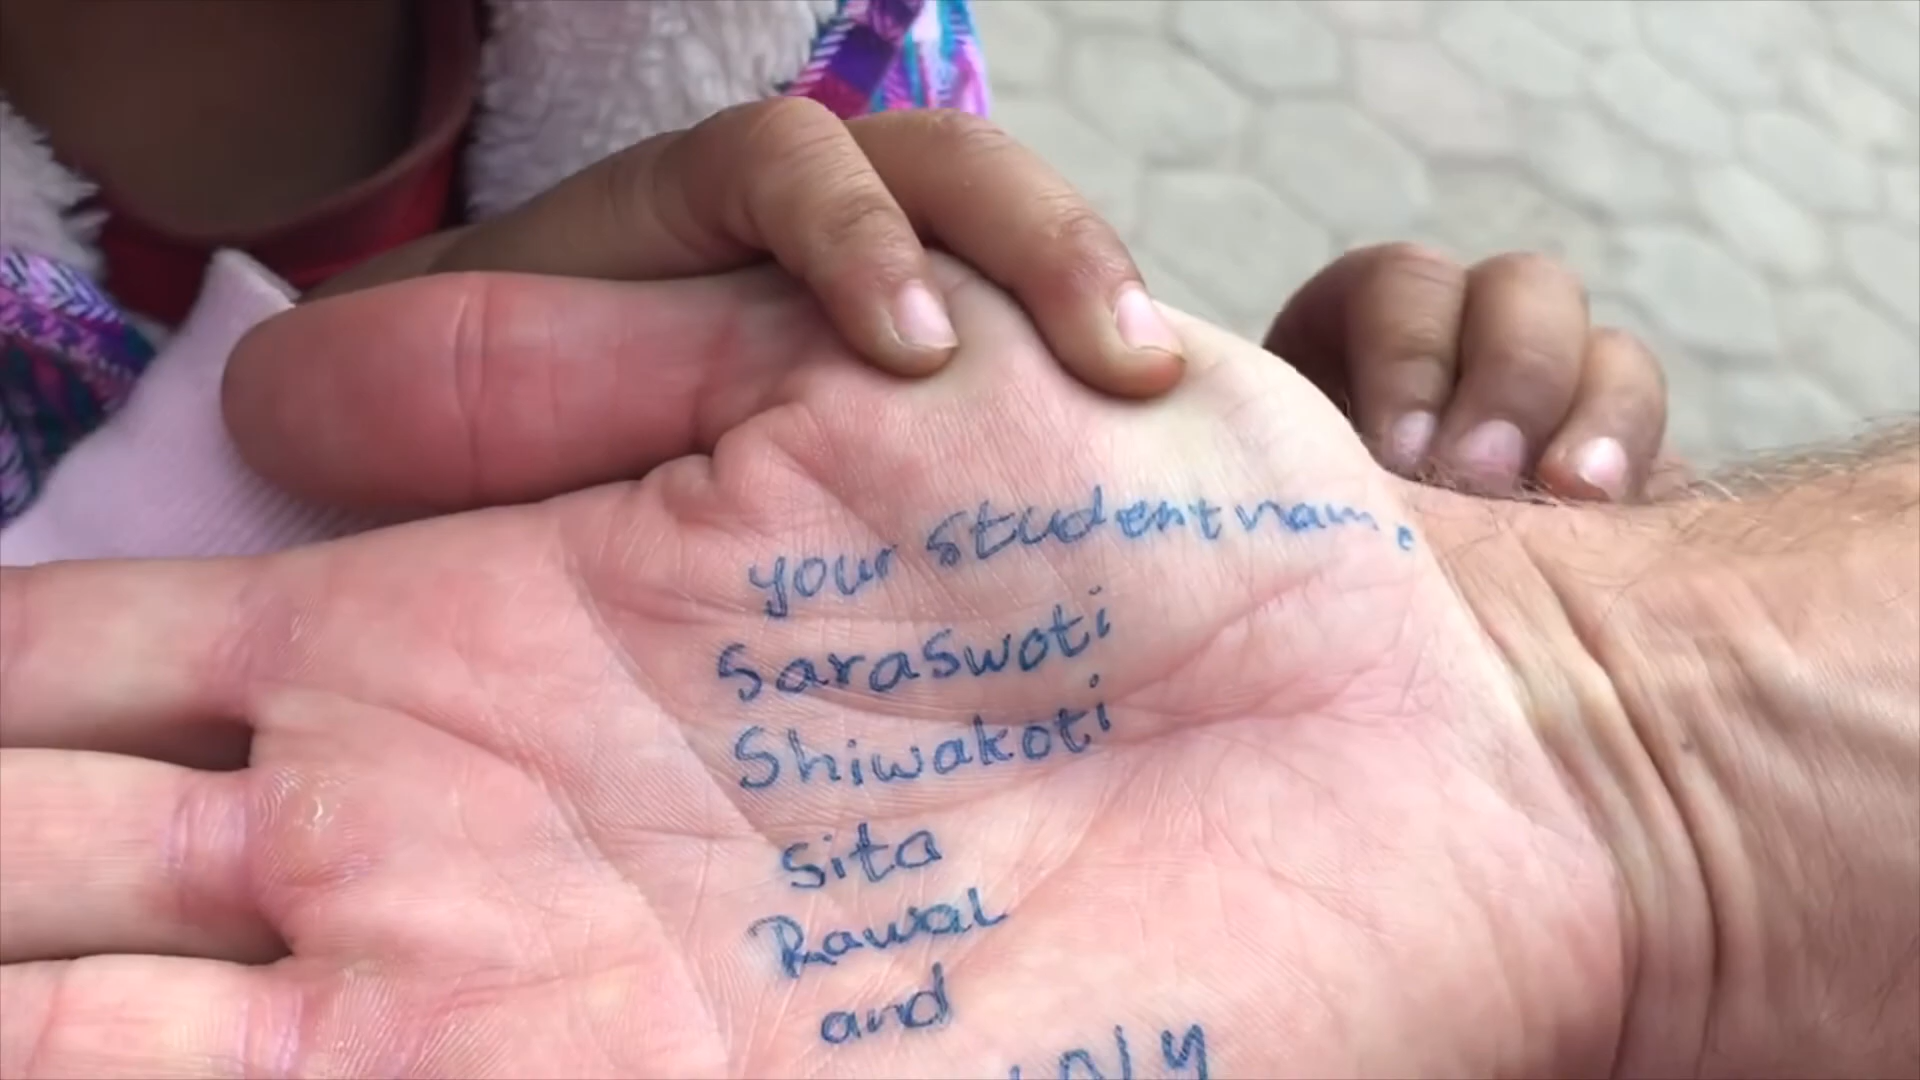 your student name
Saraswoti
Shiwakoti
Sita
Rawal
and